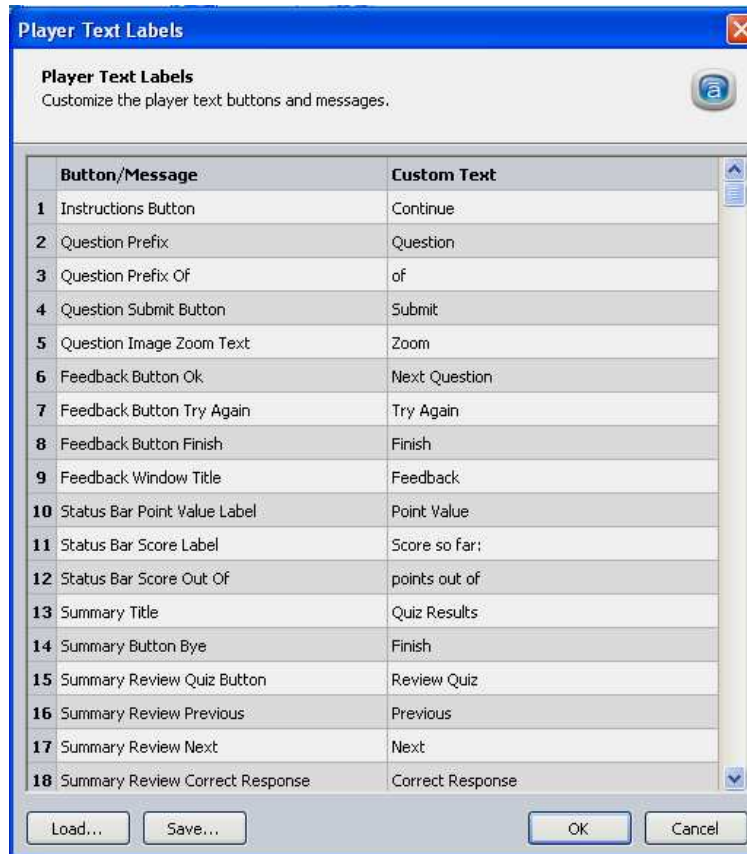 Player Text Labels
Player Text Labels
Customize the player text buttons and messages.
Button/Message Custom Text
1 Instructions Button Continue
2 Question Prefix Question
3 Question Prefix Of of
4 Question Submit Button Submit
5 Question Image Zoom Text Zoom
6 Feedback Button Ok Next Question
7 Feedback Button Try Again Try Again
8 Feedback Button Finish Finish
9 Feedback Window Title Feedback
10 Status Bar Point Value Label Point Value
11 Status Bar Score Label Score so far:
12 Status Bar Score Out Of points out of
13 Summary Title Quiz Results
14 Summary Button Bye Finish
15 Summary Review Quiz Button Review Quiz
16 Summary Review Previous Previous
17 Summary Review Next Next
18 Summary Review Correct Response Correct Response
Load... Save... OK Cancel